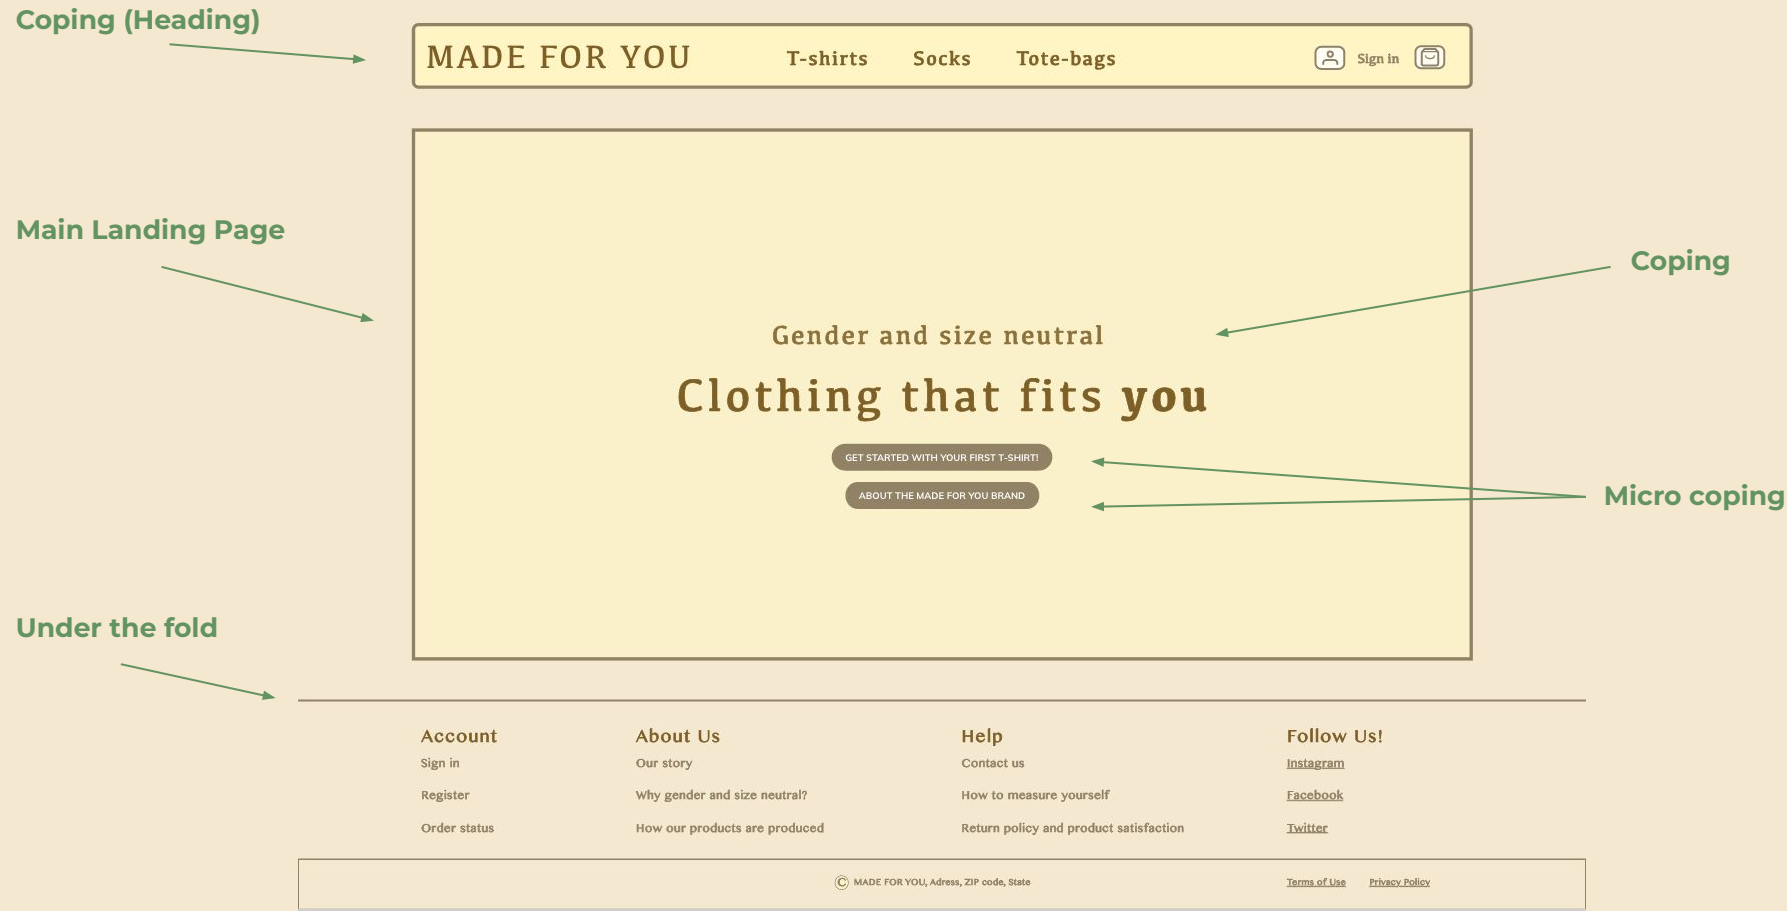 Coping (Heading)
MADE FOR YOU
T-shirts
Socks
Tote-bags
Sign in
Main Landing Page
Coping
Gender and size neutral
Clothing that fits you
GET STARTED WITH YOUR FIRST T-SHIRT!
ABOUT THE MADE FOR YOU BRAND
Micro coping
Under the fold
Account
Sign in
Register
Order status
About Us
Our story
Why gender and size neutral?
How our products are produced
Help
Contact us
How to measure yourself
Return policy and product satisfaction
Follow Us!
Instagram
Facebook
Twitter
© MADE FOR YOU, Adress, ZIP code, State
Terms of Use
Privacy Policy